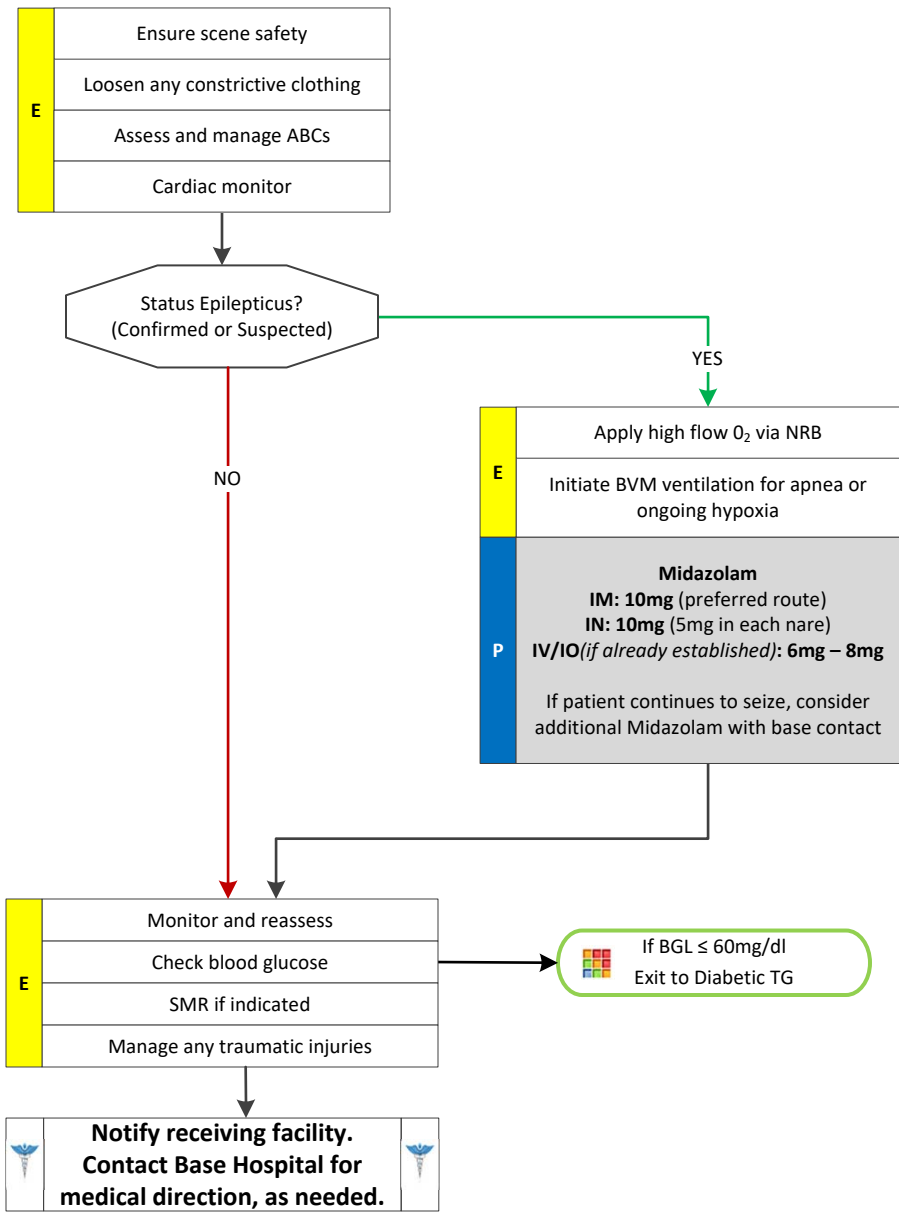 E
Ensure scene safety
Loosen any constrictive clothing
Assess and manage ABCs
Cardiac monitor
Status Epilepticus?
(Confirmed or Suspected)
YES
NO
E
Apply high flow 0₂ via NRB
Initiate BVM ventilation for apnea or
ongoing hypoxia
P
Midazolam
IM: 10mg (preferred route)
IN: 10mg (5mg in each nare)
IV/IO(if already established): 6mg – 8mg
If patient continues to seize, consider
additional Midazolam with base contact
E
Monitor and reassess
Check blood glucose
SMR if indicated
Manage any traumatic injuries
If BGL ≤ 60mg/dl
Exit to Diabetic TG
Notify receiving facility.
Contact Base Hospital for
medical direction, as needed.